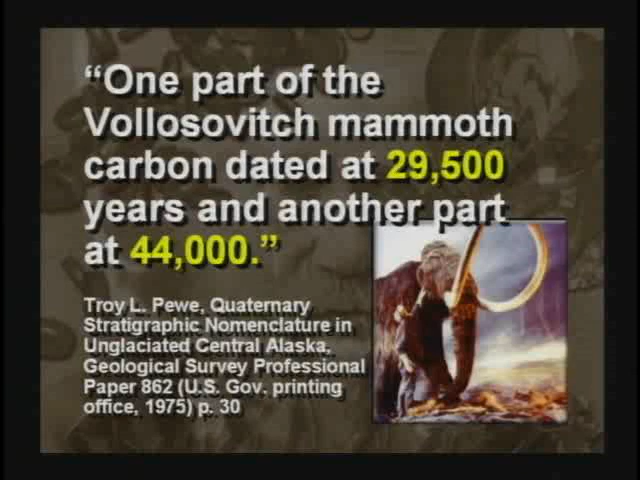 “One part of the
Vollosovitch mammoth
carbon dated at 29,500
years and another part
at 44,000.”
Troy L. Pewe, Quaternary
Stratigraphic Nomenclature in
Unglaciated Central Alaska,
Geological Survey Professional
Paper 862 (U.S. Gov. printing
office, 1975) p. 30